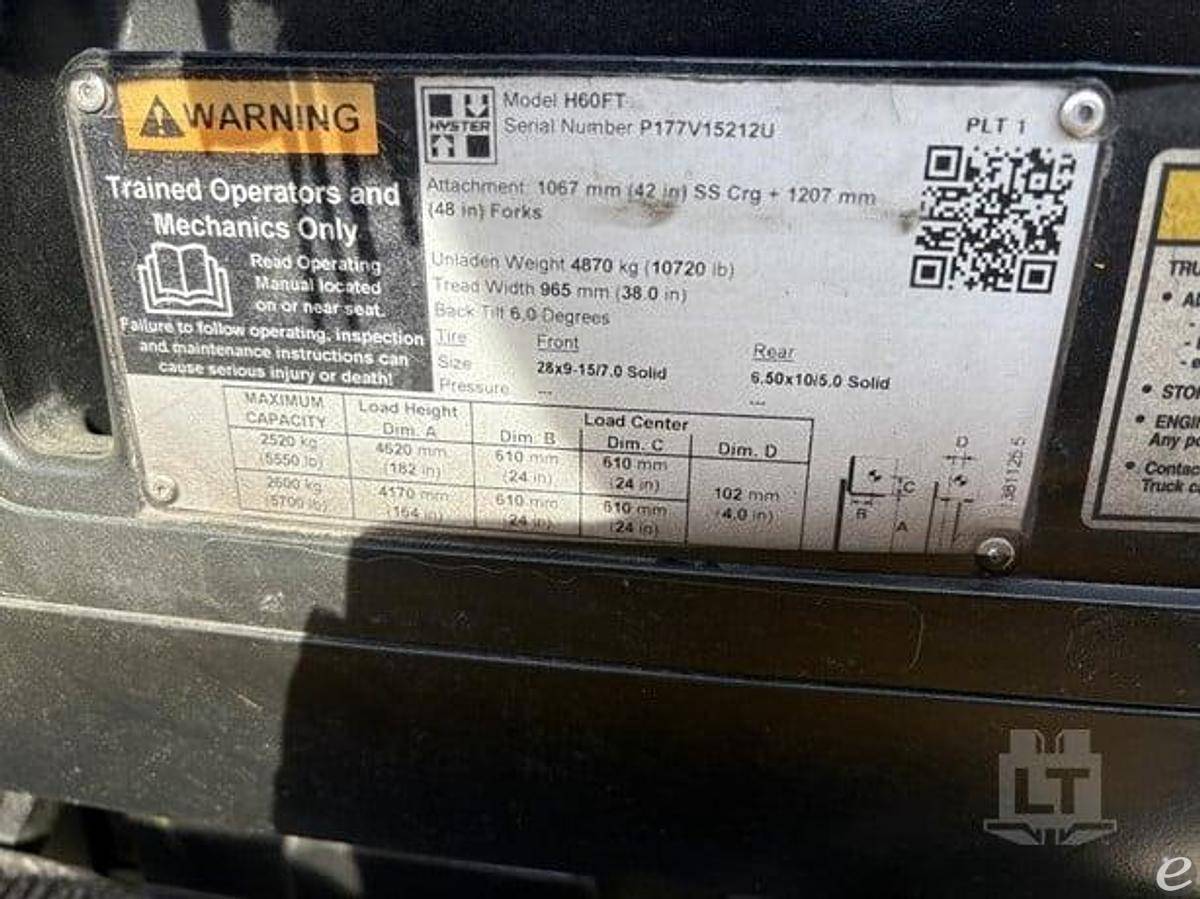 WARNING
Trained Operators and
Mechanics Only
Read Operating
Manual located
on or near seat.
Failure to follow operating, inspection
and maintenance instructions can
cause serious injury or death!
HYSTER
Model H60FT
Serial Number P177V15212U
PLT 1
Attachment: 1067 mm (42 in) SS Crg + 1207 mm
(48 in) Forks
Unladen Weight 4870 kg (10720 lb)
Tread Width 965 mm (38.0 in)
Back Tilt 6.0 Degrees
Tire Front Rear
Size 28x9-15/7.0 Solid 6.50x10/5.0 Solid
Pressure --- ---
MAXIMUM CAPACITY Load Height Dim. A Load Center
Dim. B Dim. C Dim. D
2520 kg 4620 mm 610 mm 610 mm
(5550 lb) (182 in) (24 in) (24 in)
102 mm
(4.0 in)
2600 kg 4170 mm 610 mm 610 mm
(5700 lb) (164 in) (24 in) (24 in)
D
C
B
A
TRU
• A
• STO
• ENGI
Any p
• Contac
Truck c
LT
e